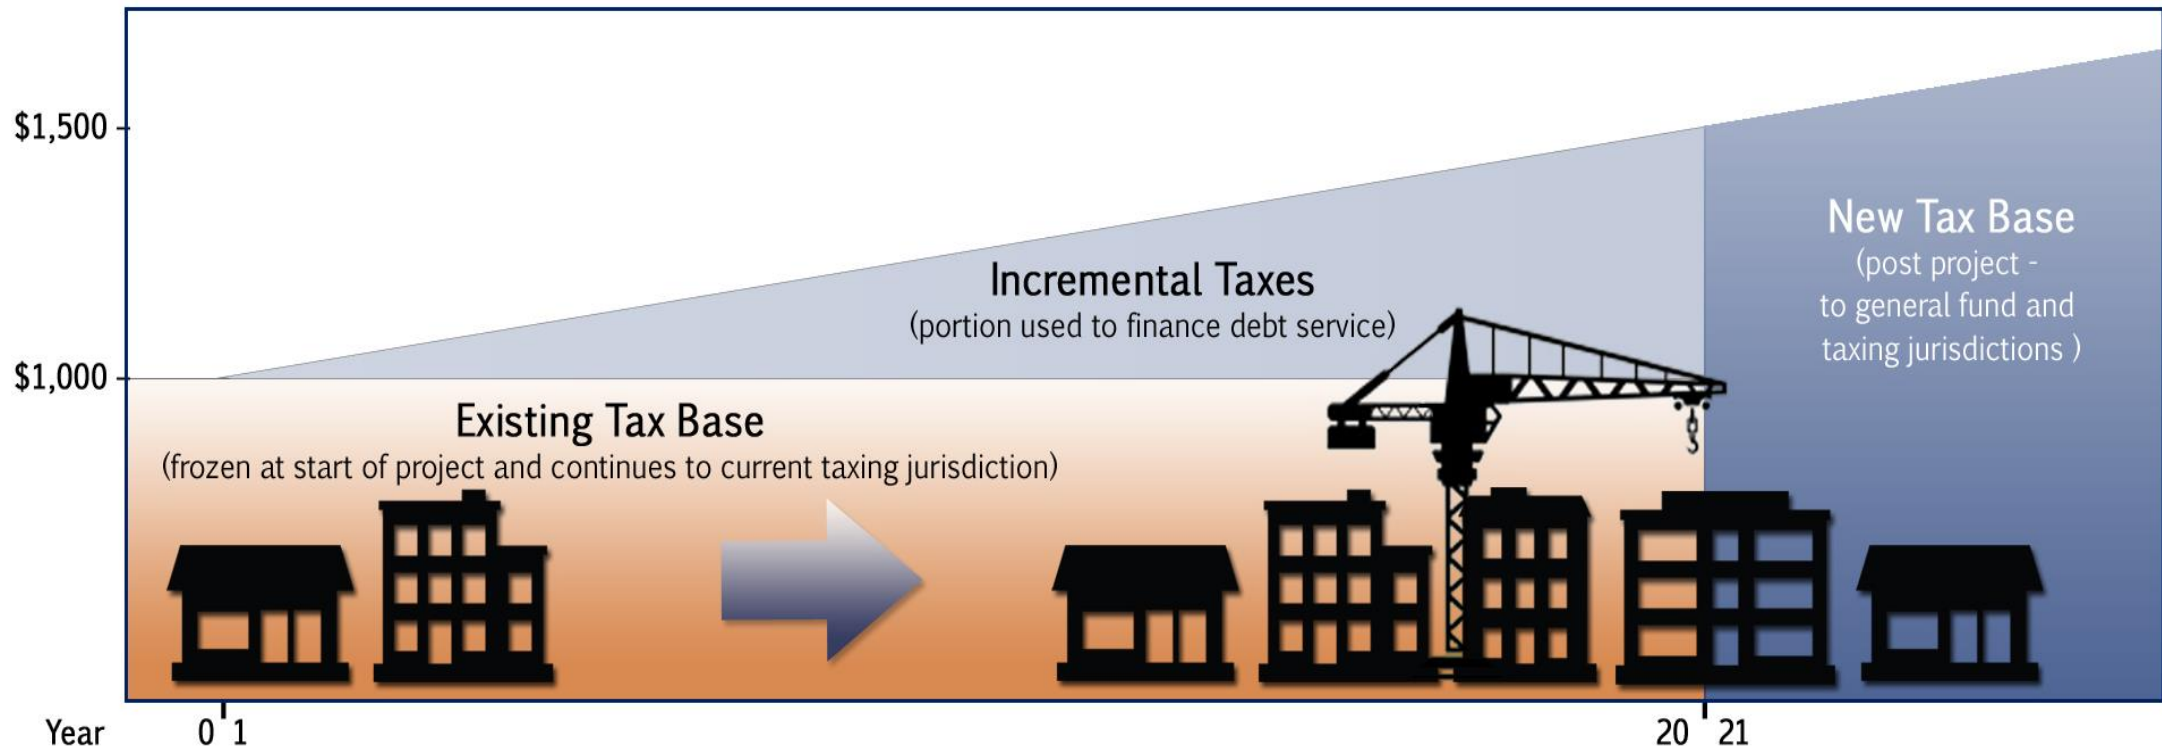 $1,500
New Tax Base
(post project -
to general fund and
taxing jurisdictions )
Incremental Taxes
(portion used to finance debt service)
$1,000
Existing Tax Base
(frozen at start of project and continues to current taxing jurisdiction)
Year 0 1 20 21